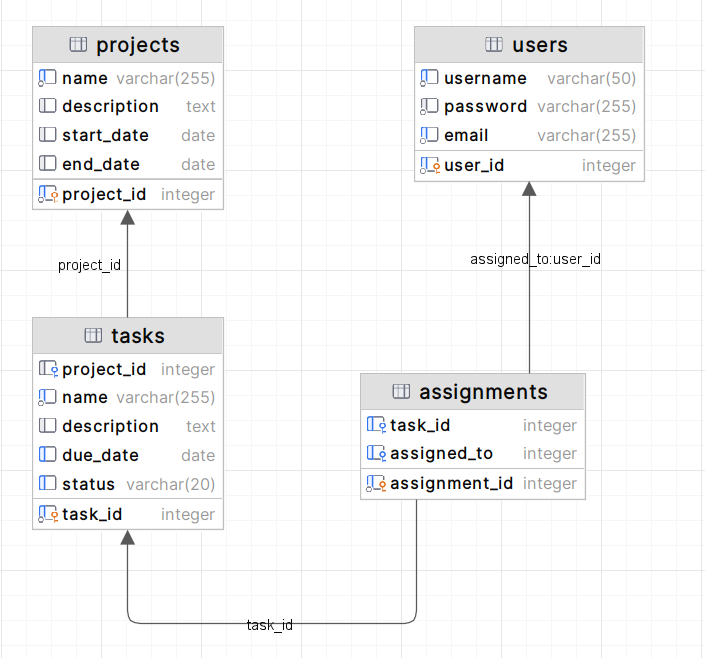 projects
name varchar(255)
description text
start_date date
end_date date
project_id integer
users
username varchar(50)
password varchar(255)
email varchar(255)
user_id integer
project_id
assigned_to:user_id
tasks
project_id integer
name varchar(255)
description text
due_date date
status varchar(20)
task_id integer
assignments
task_id integer
assigned_to integer
assignment_id integer
task_id